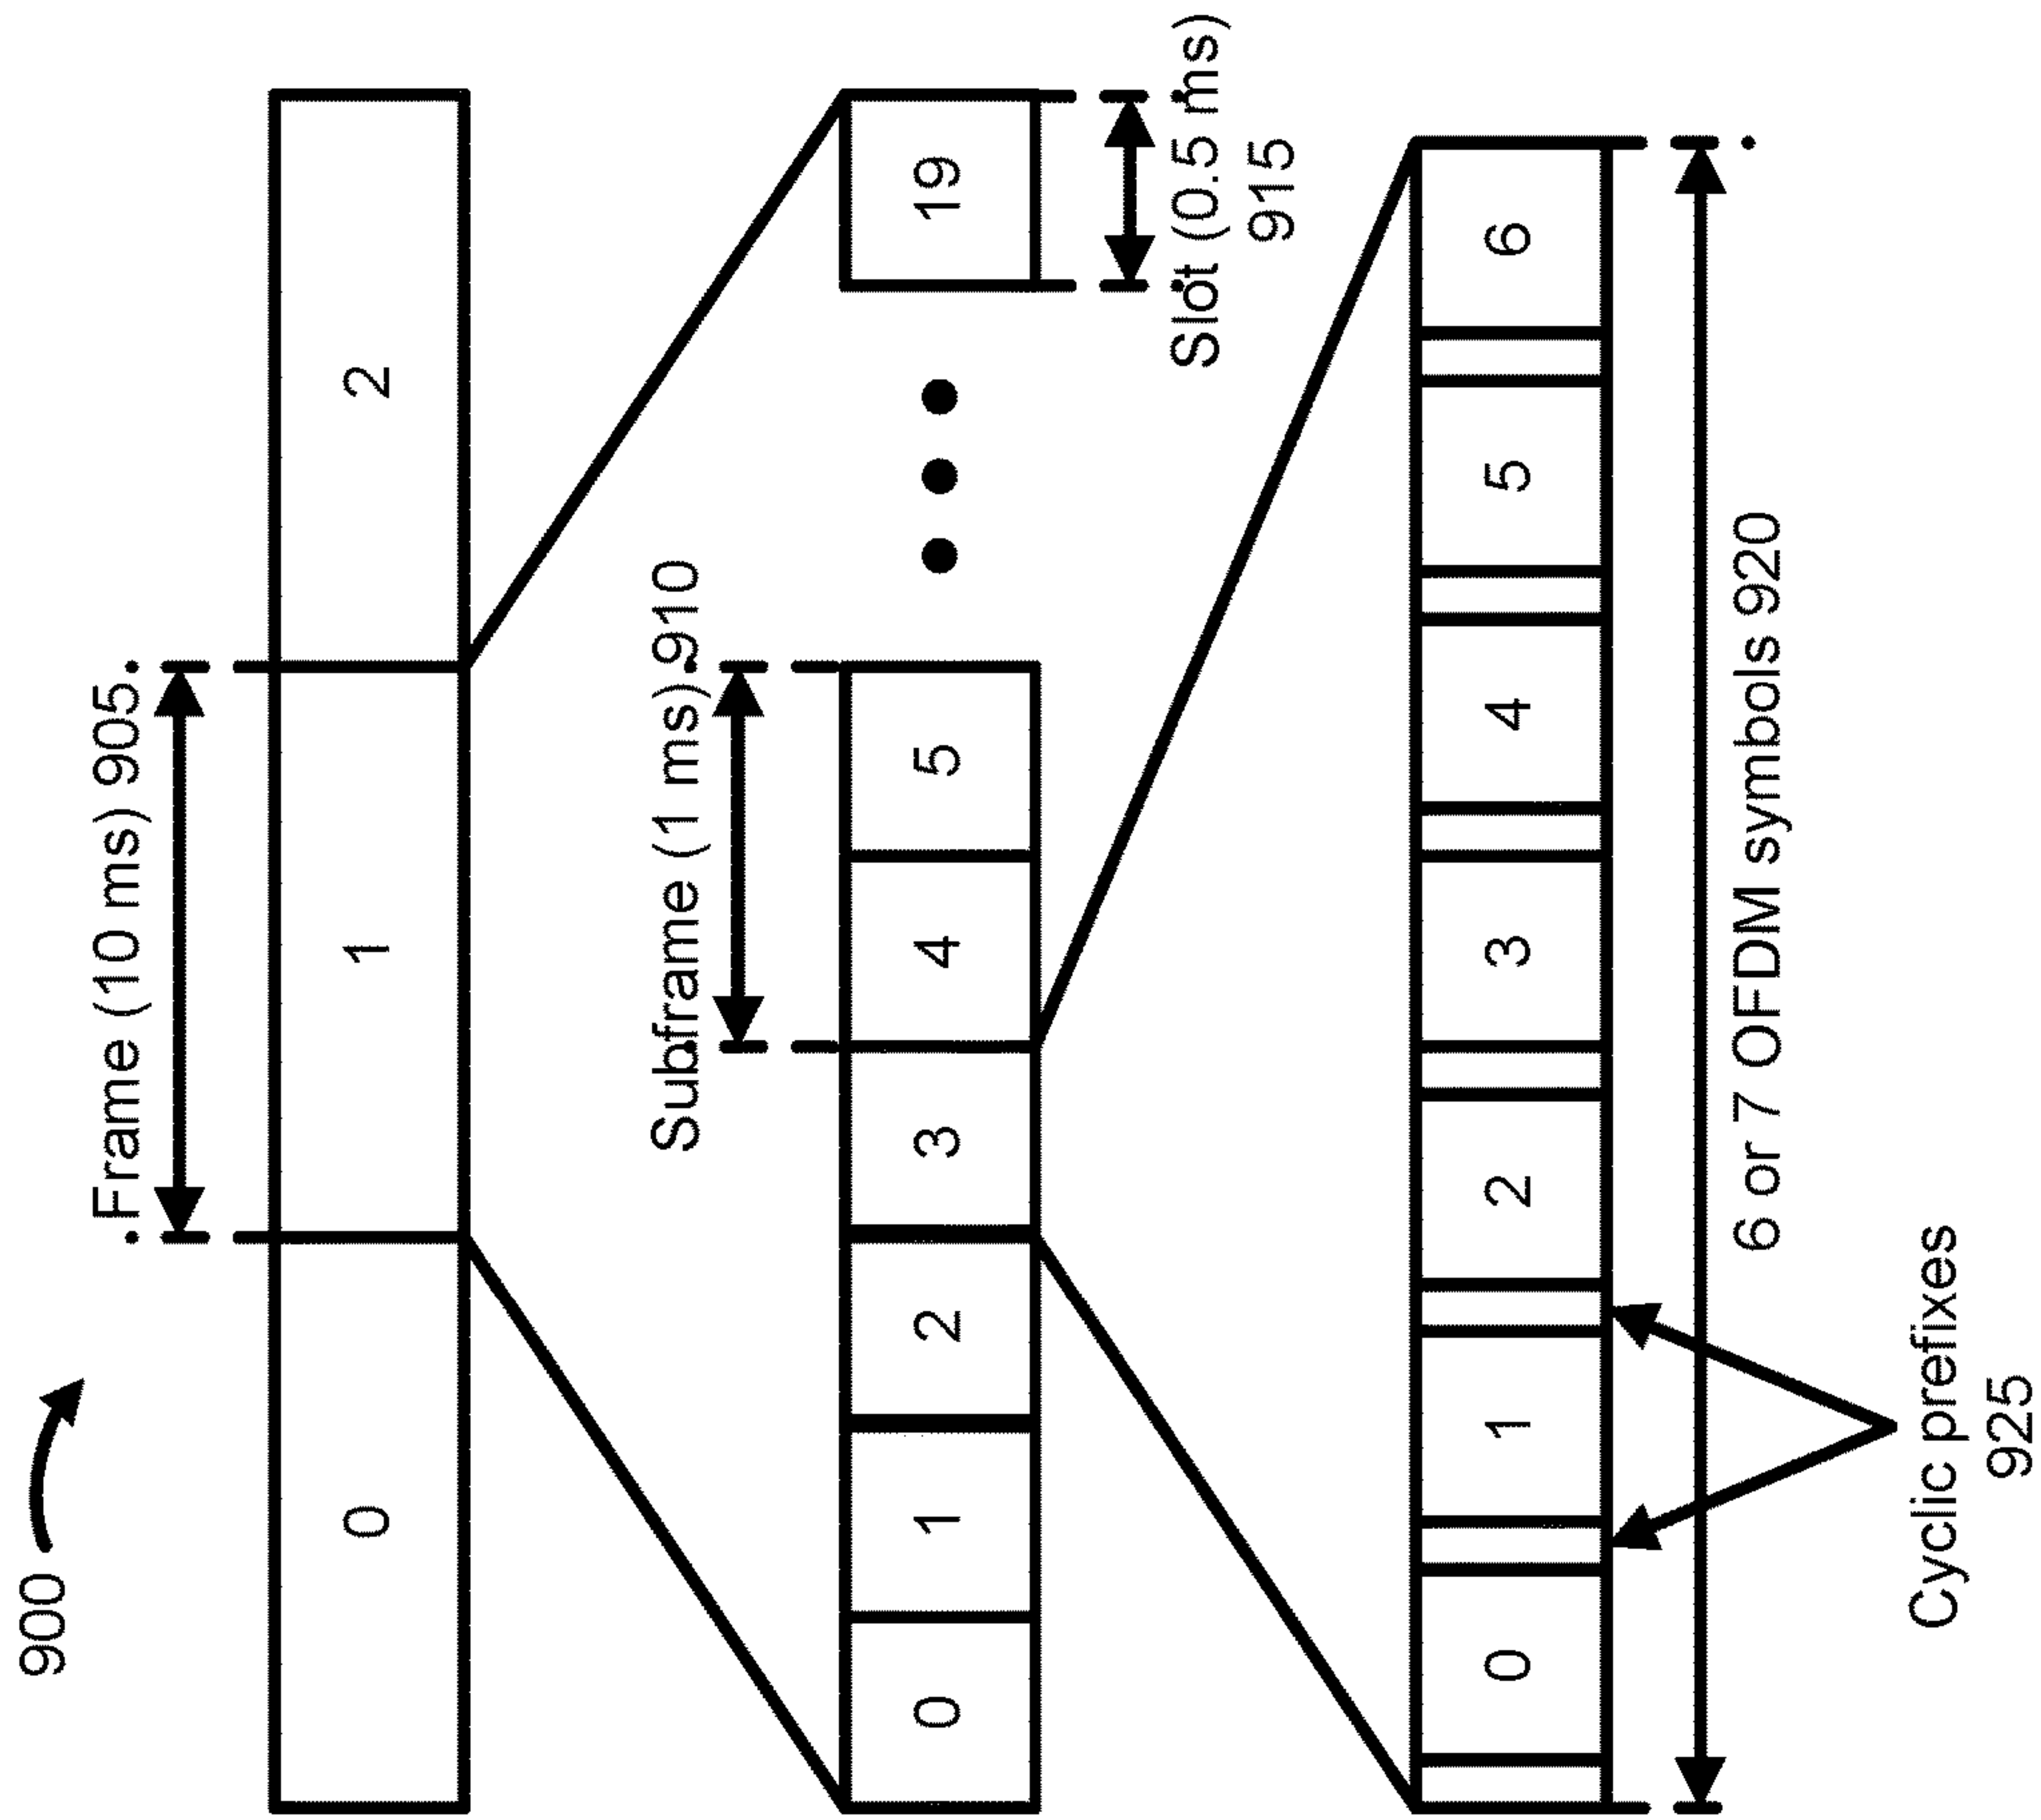 900
Frame (10 ms) 905
0 1 2
Subframe (1 ms) 910
0 1 2 3 4 5 19
Slot (0.5 ms)
915
0 1 2 3 4 5 6
6 or 7 OFDM symbols 920
Cyclic prefixes
925